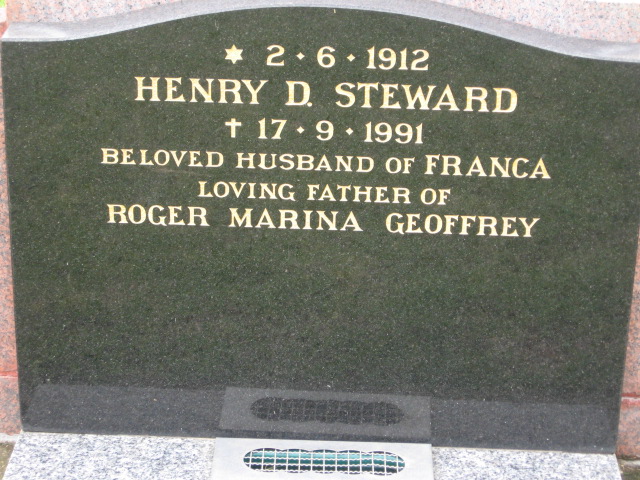 ✶ 2 · 6 · 1912
HENRY D. STEWARD
✝ 17 · 9 · 1991
BELOVED HUSBAND OF FRANCA
LOVING FATHER OF
ROGER MARINA GEOFFREY